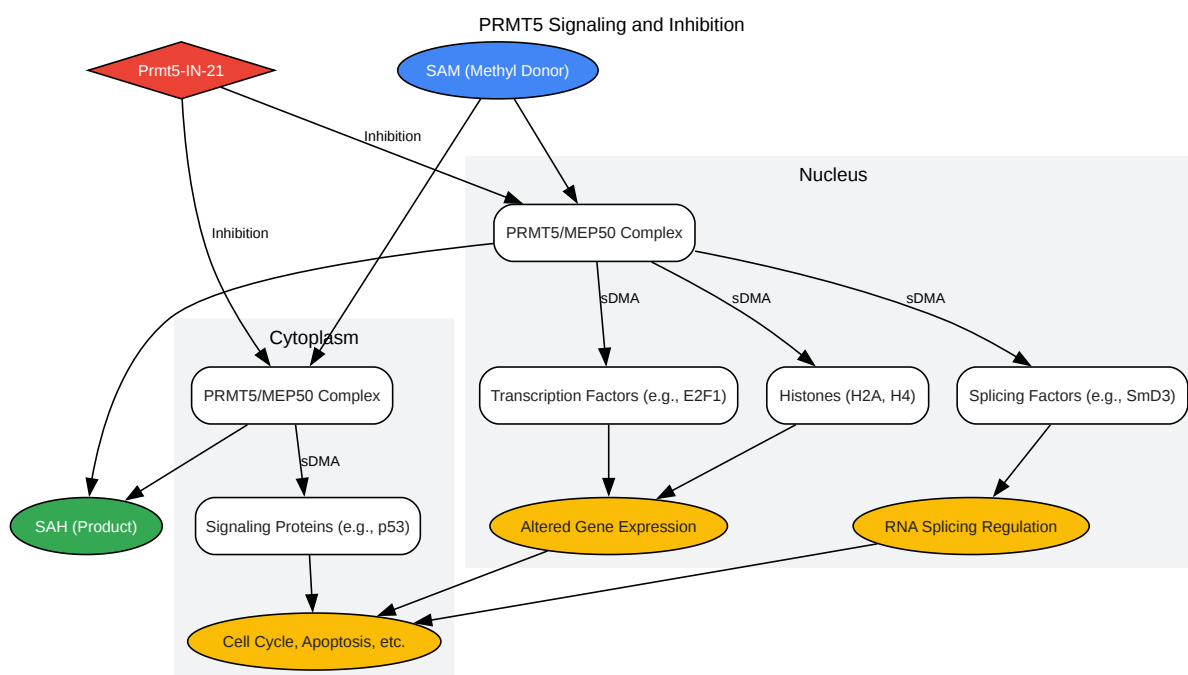 PRMT5 Signaling and Inhibition
Prmt5-IN-21
SAM (Methyl Donor)
Inhibition
Nucleus
PRMT5/MEP50 Complex
Inhibition
sDMA
sDMA
sDMA
Cytoplasm
PRMT5/MEP50 Complex
Transcription Factors (e.g., E2F1)
Histones (H2A, H4)
Splicing Factors (e.g., SmD3)
sDMA
SAH (Product)
Signaling Proteins (e.g., p53)
Altered Gene Expression
RNA Splicing Regulation
Cell Cycle, Apoptosis, etc.